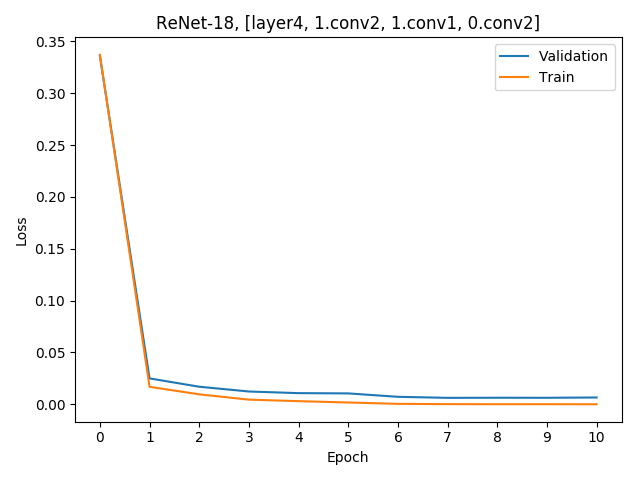 ReNet-18, [layer4, 1.conv2, 1.conv1, 0.conv2]
0.35
0.30
0.25
0.20
0.15
0.10
0.05
0.00
Loss
Validation
Train
0 1 2 3 4 5 6 7 8 9 10
Epoch